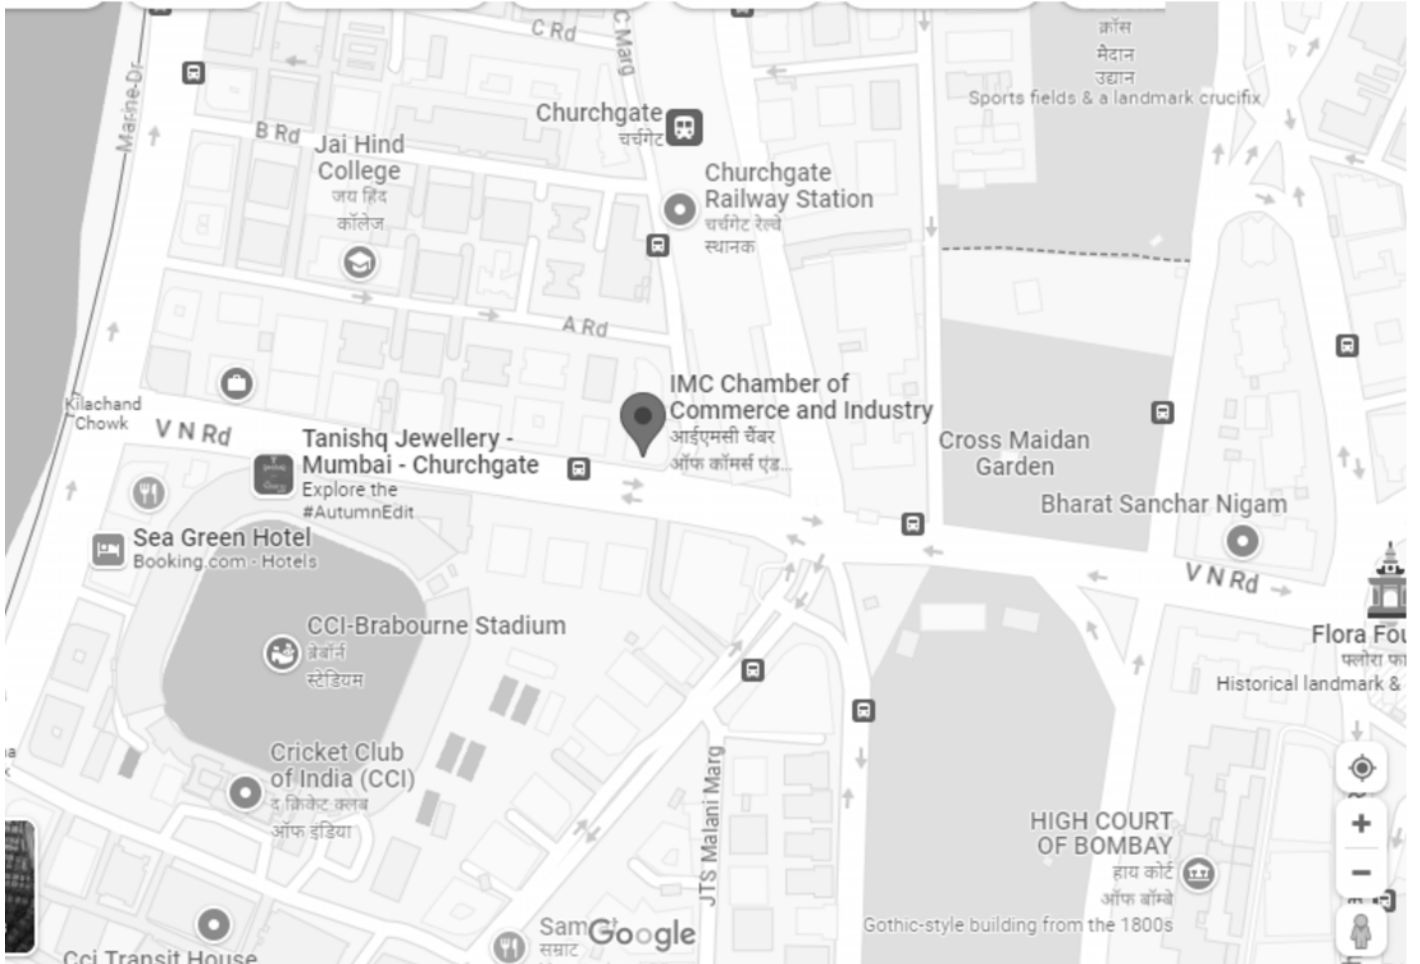 C Rd
C Marg
क्रॉस
मैदान
उद्यान
Sports fields & a landmark crucifix
Marine Dr
Churchgate
चर्चगेट
B Rd
Jai Hind
College
जय हिंद
कॉलेज
Churchgate
Railway Station
चर्चगेट रेल्वे
स्थानक
A Rd
IMC Chamber of
Commerce and Industry
आईएमसी चैंबर
ऑफ कॉमर्स एंड...
Kilachand
Chowk
V N Rd
Tanishq Jewellery -
Mumbai - Churchgate
Explore the
#AutumnEdit
Cross Maidan
Garden
Bharat Sanchar Nigam
Sea Green Hotel
Booking.com - Hotels
V N Rd
CCI-Brabourne Stadium
ब्रेबॉर्न
स्टेडियम
Flora Fou
फ्लोरा फा
Historical landmark &
Cricket Club
of India (CCI)
द क्रिकेट क्लब
ऑफ इंडिया
JTS Malani Marg
HIGH COURT
OF BOMBAY
हाय कोर्ट
ऑफ बॉम्बे
Gothic-style building from the 1800s
सम्राट
Google
Cci Transit House